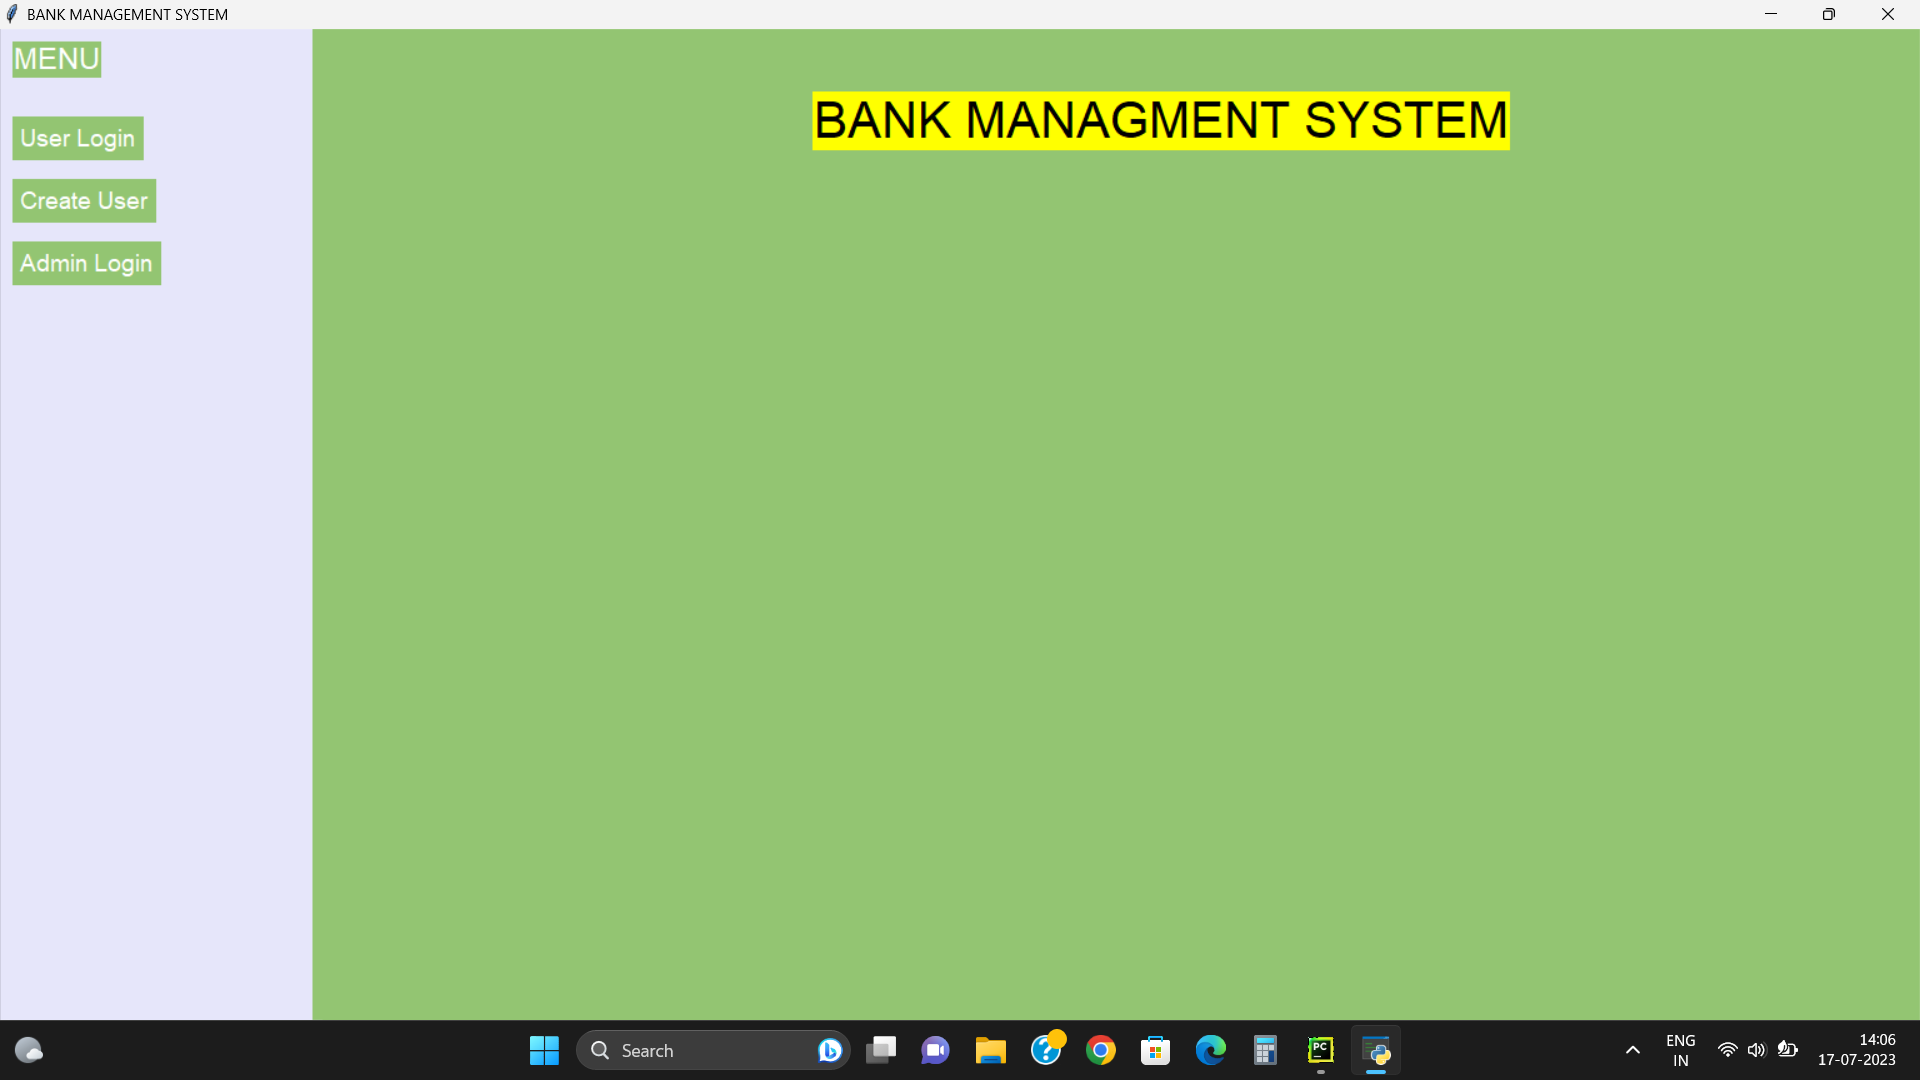 BANK MANAGEMENT SYSTEM
MENU
BANK MANAGMENT SYSTEM
User Login
Create User
Admin Login
Search
PC
ENG
IN
14:06
17-07-2023